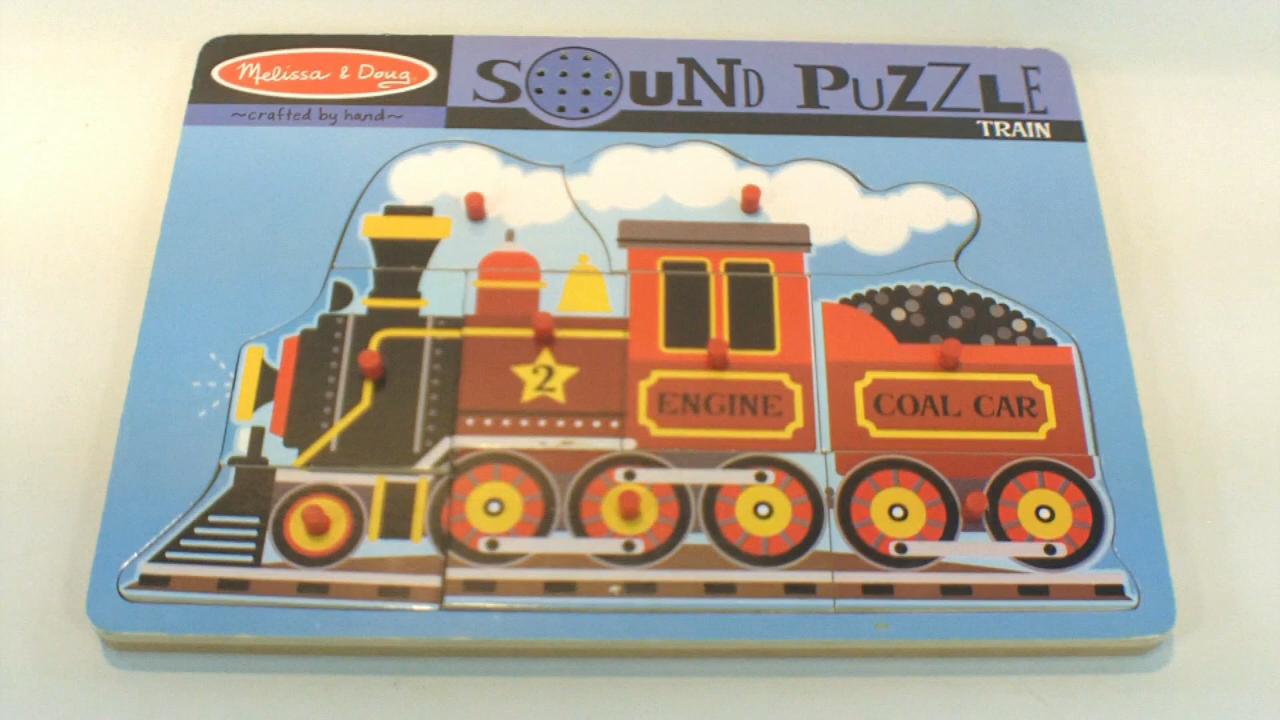 Melissa & Doug
~crafted by hand~
SOUND PUZZLE
TRAIN
2
ENGINE
COAL CAR